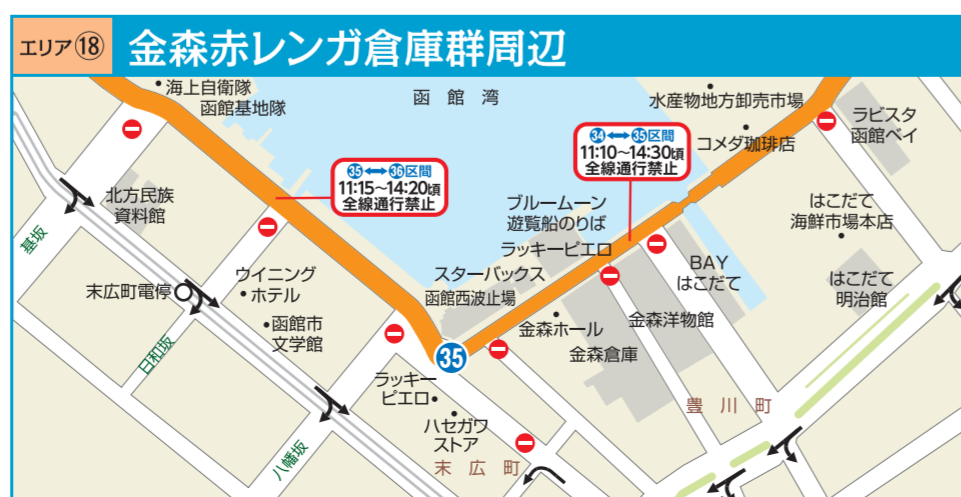 エリア⑱ 金森赤レンガ倉庫群周辺
海上自衛隊
函館基地隊
函館湾
水産物地方卸売市場
コメダ珈琲店
ラビスタ
函館ベイ
㉟⟷㊱区間
11:15～14:20頃
全線通行禁止
㉞⟷㉟区間
11:10～14:30頃
全線通行禁止
北方民族
資料館
基坂
ブルームーン
遊覧船のりば
ラッキーピエロ
はこだて
海鮮市場本店
BAY
はこだて
はこだて
明治館
末広町電停
ウイニング
ホテル
スターバックス
函館西波止場
函館市
文学館
日和坂
金森ホール
金森洋物館
金森倉庫
35
ラッキー
ピエロ
ハセガワ
ストア
豊川町
八幡坂
末広町